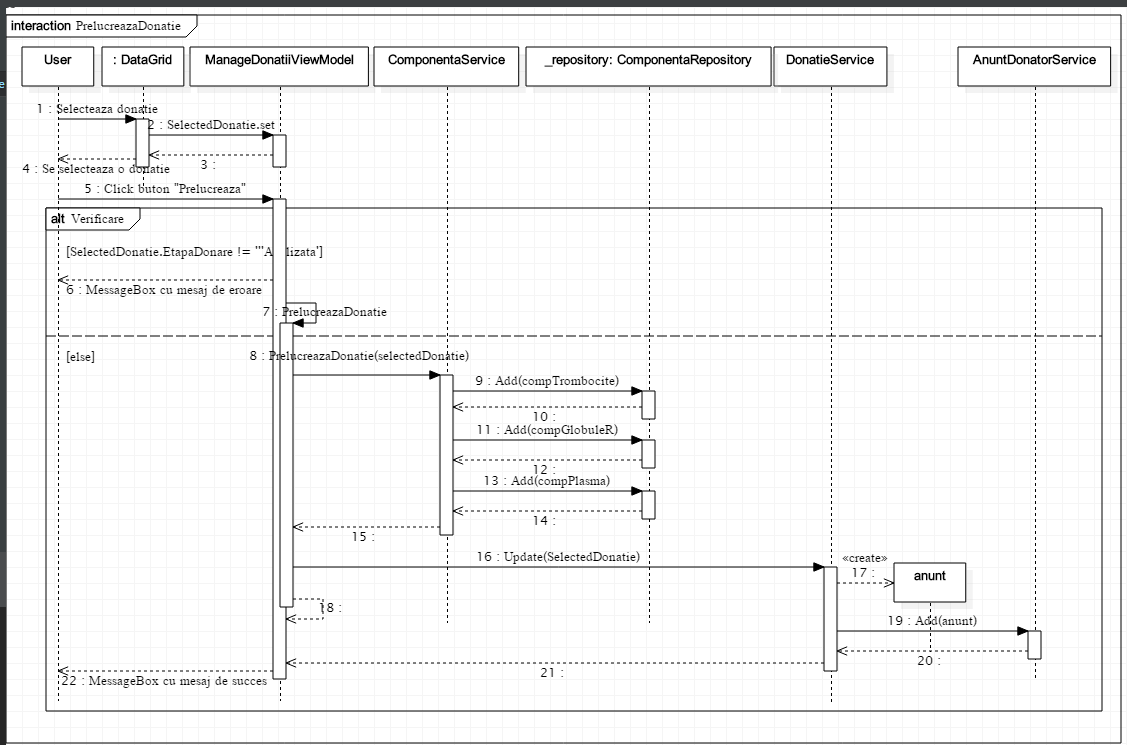 interaction PrelucreazaDonatie
User
: DataGrid
ManageDonatiiViewModel
ComponentaService
_repository: ComponentaRepository
DonatieService
AnuntDonatorService
1 : Selecteaza donatie
2 : SelectedDonatie.set
3 :
4 : Se selecteaza o donatie
5 : Click buton "Prelucreaza"
alt Verificare
[SelectedDonatie.EtapaDonare != "'A lizata']
6 : MessageBox cu mesaj de eroare
7 : PrelucreazaDonatie
[else]
8 : PrelucreazaDonatie(selectedDonatie)
9 : Add(compTrombocite)
10 :
11 : Add(compGlobuleR)
12 :
13 : Add(compPlasma)
14 :
15 :
16 : Update(SelectedDonatie)
«create»
17 :
anunt
18 :
19 : Add(anunt)
20 :
21 :
22 : MessageBox cu mesaj de succes